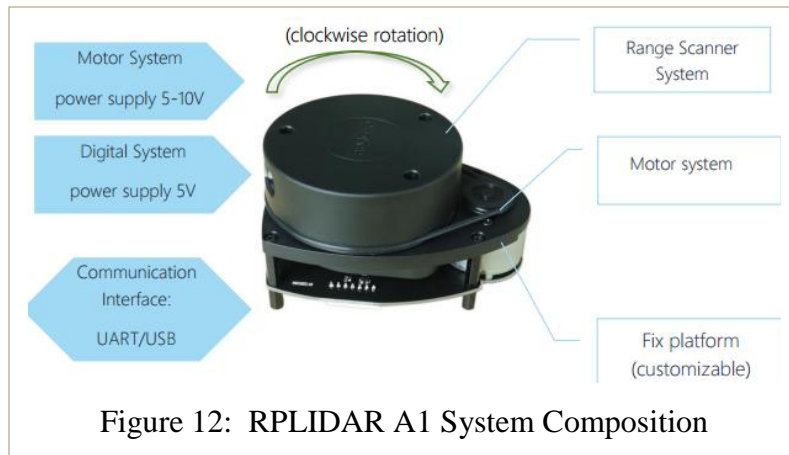 (clockwise rotation)
Motor System
power supply 5-10V
Digital System
power supply 5V
Communication
Interface:
UART/USB
Range Scanner
System
Motor system
Fix platform
(customizable)
Figure 12: RPLIDAR A1 System Composition